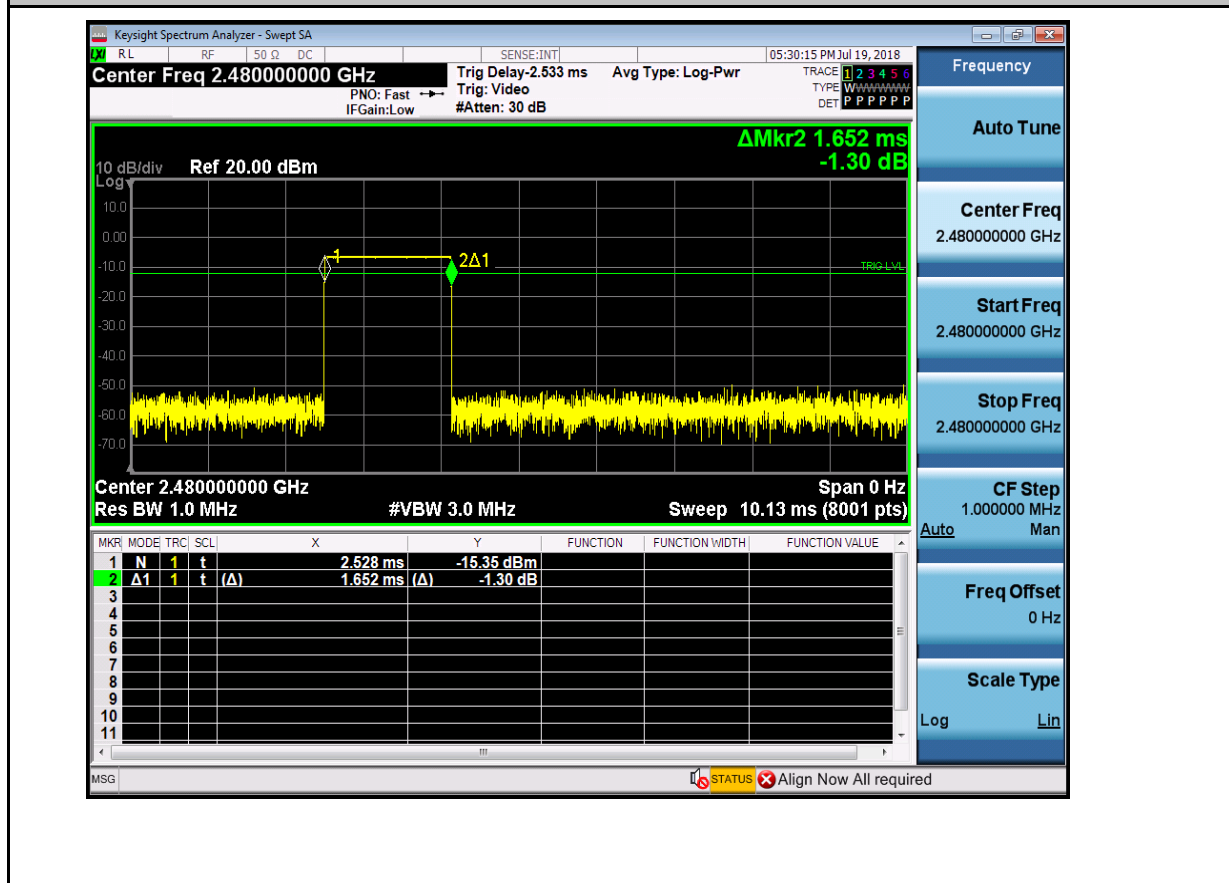 Keysight Spectrum Analyzer - Swept SA
LXI RL RF 50 Ω DC SENSE:INT 05:30:15 PM Jul 19, 2018
Center Freq 2.480000000 GHz Trig Delay-2.533 ms Avg Type: Log-Pwr TRACE 1 2 3 4 5 6
PNO: Fast Trig: Video TYPE WWWWWW
IFGain:Low #Atten: 30 dB DET P P P P P P
ΔMkr2 1.652 ms
-1.30 dB
10 dB/div Ref 20.00 dBm
Log
10.0
0.00
-10.0
-20.0
-30.0
-40.0
-50.0
-60.0
-70.0
1
2Δ1
TRIG LVL
Center 2.480000000 GHz Span 0 Hz
Res BW 1.0 MHz #VBW 3.0 MHz Sweep 10.13 ms (8001 pts)
MKR MODE TRC SCL X Y FUNCTION FUNCTION WIDTH FUNCTION VALUE
1 N 1 t 2.528 ms -15.35 dBm
2 Δ1 1 t (Δ) 1.652 ms (Δ) -1.30 dB
3
4
5
6
7
8
9
10
11
MSG STATUS Align Now All required
Frequency
Auto Tune
Center Freq
2.480000000 GHz
Start Freq
2.480000000 GHz
Stop Freq
2.480000000 GHz
CF Step
1.000000 MHz
Auto Man
Freq Offset
0 Hz
Scale Type
Log Lin